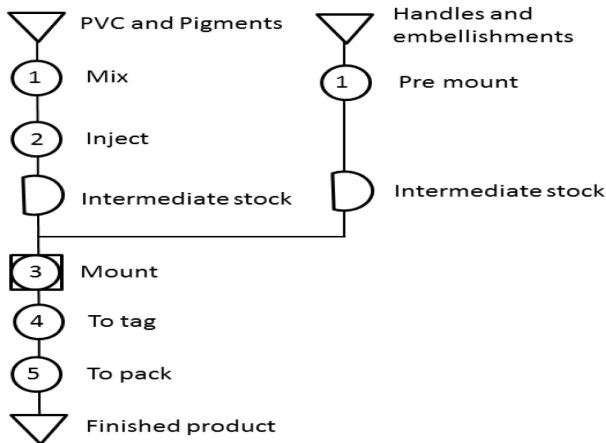 PVC and Pigments
Handles and
embellishments
1 Mix
1 Pre mount
2 Inject
Intermediate stock
Intermediate stock
3 Mount
4 To tag
5 To pack
Finished product